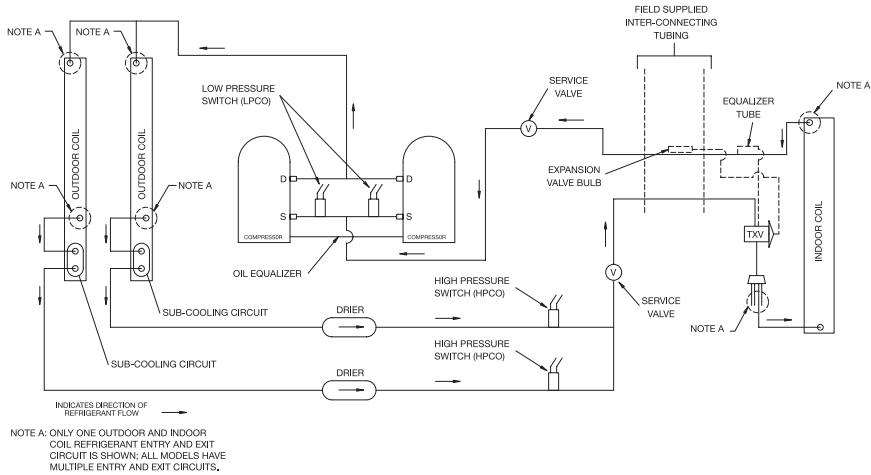 FIELD SUPPLIED
INTER-CONNECTING
TUBING
NOTE A
NOTE A
LOW PRESSURE
SWITCH (LPCO)
SERVICE
VALVE
V
EQUALIZER
TUBE
NOTE A
OUTDOOR COIL
OUTDOOR COIL
NOTE A
NOTE A
EXPANSION
VALVE BULB
D
D
S
S
COMPRESSOR
COMPRESSOR
OIL EQUALIZER
TXV
INDOOR COIL
V
SERVICE
VALVE
NOTE A
HIGH PRESSURE
SWITCH (HPCO)
SUB-COOLING CIRCUIT
DRIER
HIGH PRESSURE
SWITCH (HPCO)
SUB-COOLING CIRCUIT
DRIER
INDICATES DIRECTION OF
REFRIGERANT FLOW
NOTE A: ONLY ONE OUTDOOR AND INDOOR
COIL REFRIGERANT ENTRY AND EXIT
CIRCUIT IS SHOWN; ALL MODELS HAVE
MULTIPLE ENTRY AND EXIT CIRCUITS.